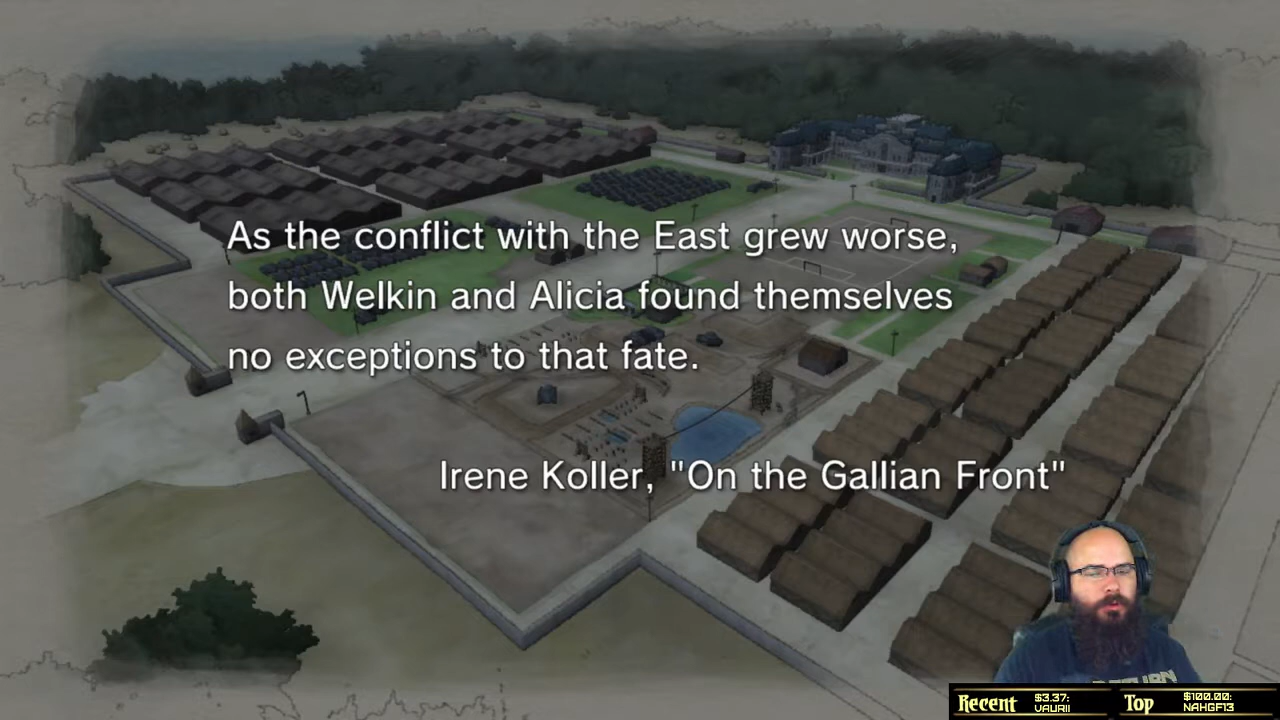 As the conflict with the East grew worse,
both Welkin and Alicia found themselves
no exceptions to that fate.
Irene Koller, "On the Gallian Front"
RETURN
Recent $3.37: VAURII Top $100.00: NAHGF13